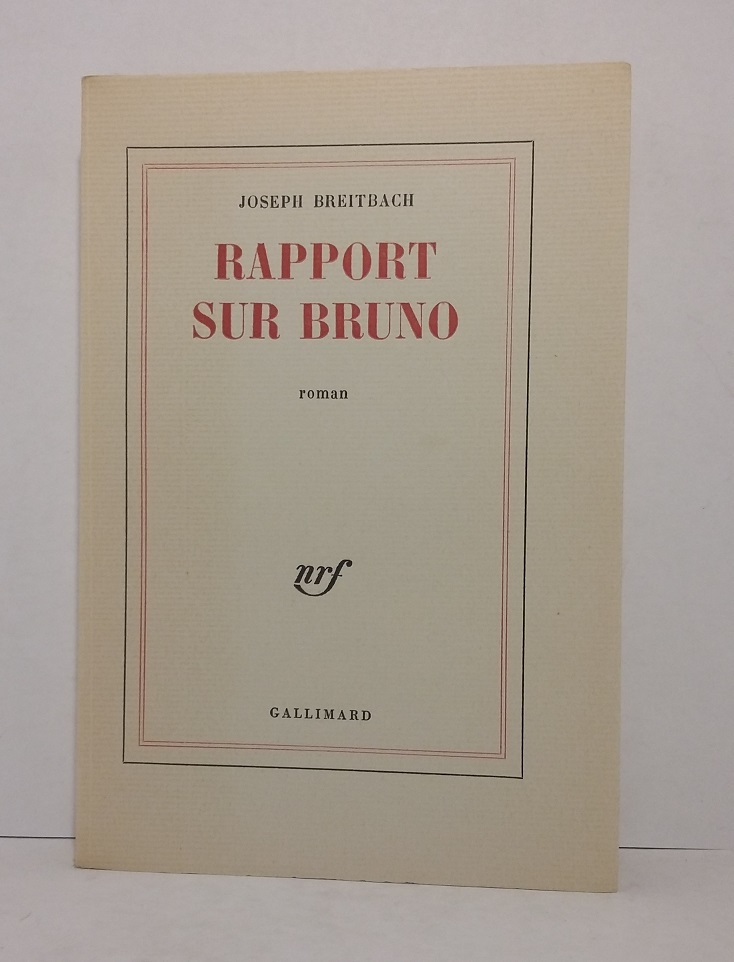 JOSEPH BREITBACH
RAPPORT
SUR BRUNO
roman
nrf
GALLIMARD